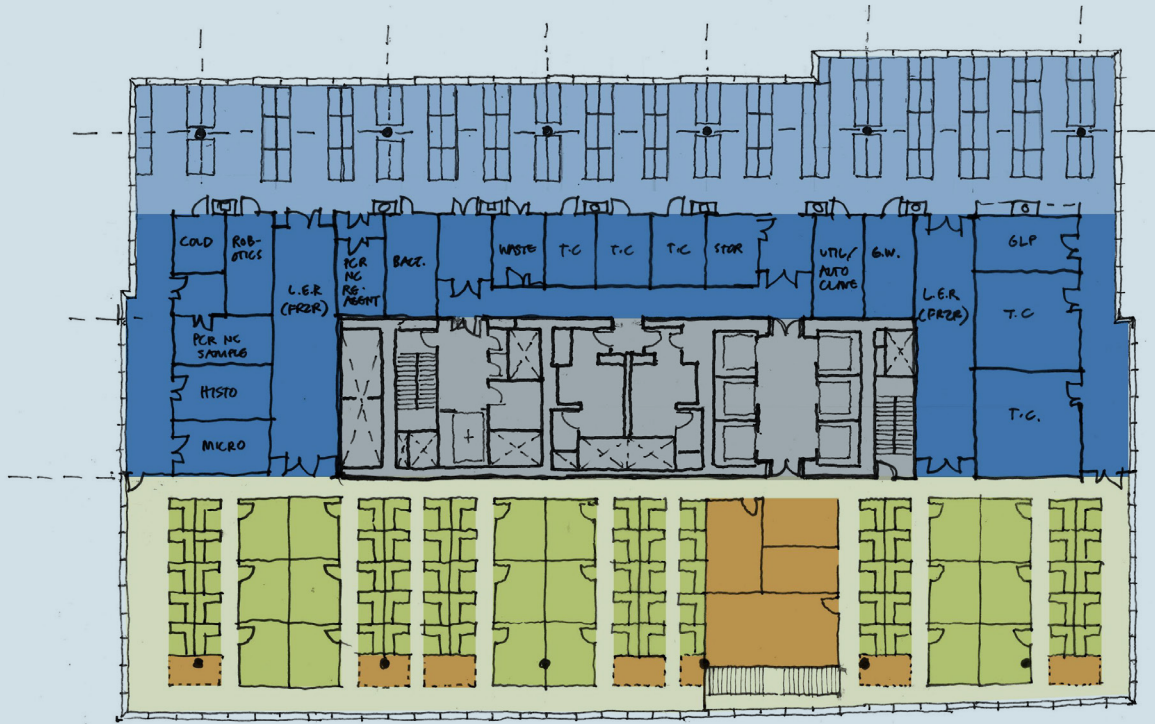 COLD
ROB-
OTICS
L.E.R
(FRZR)
PCR
NC
RE-
AGENT
BACT.
WASTE
T.C
T.C
T.C
STOR
UTIL/
AUTO
CLAVE
G.W.
L.E.R
(FRZR)
GLP
T.C
T.C.
PCR NC
SAMPLE
HISTO
MICRO